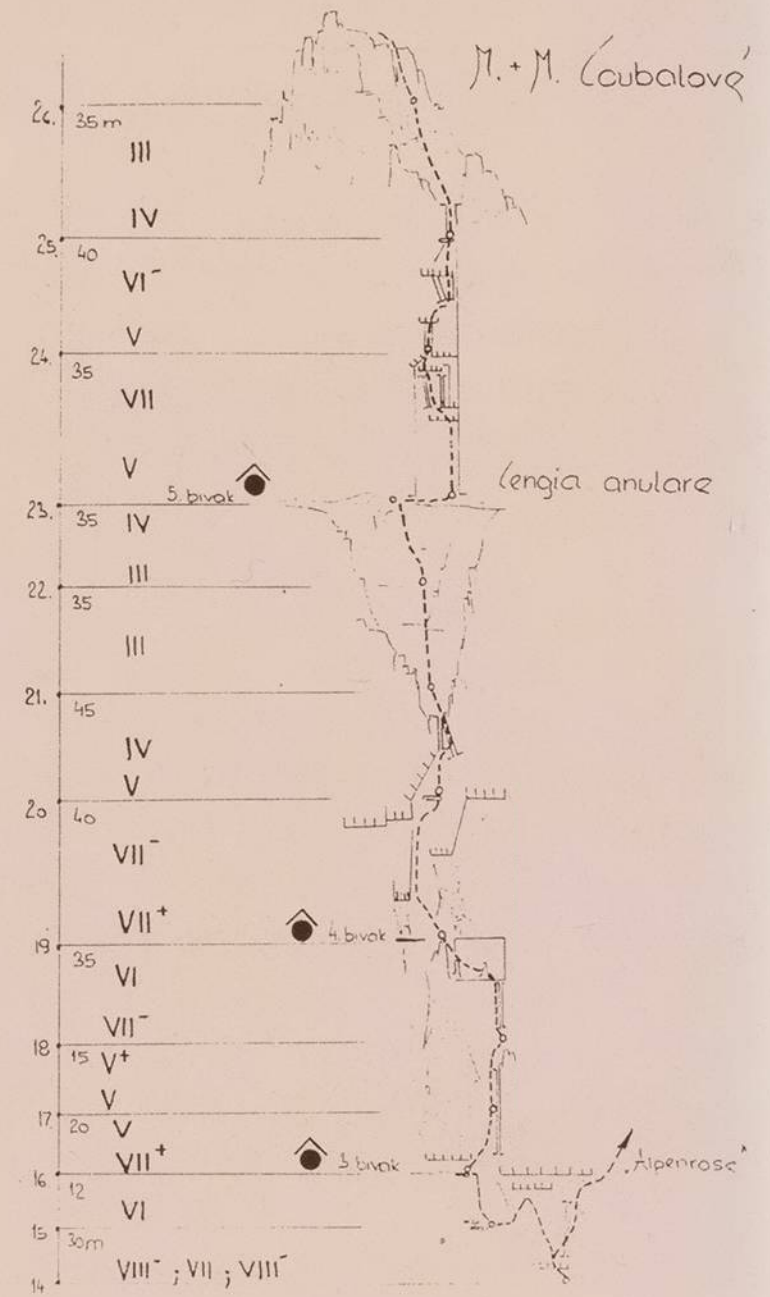 M. + M. Coubalové
26. 35m
III
IV
25. 40
VI⁻
V
24. 35
VII
V
5. bivak
Cengia anulare
23. 35
IV
III
22. 35
III
21. 45
IV
V
20 40
VII⁻
VII⁺
4. bivak
19 35
VI
VII⁻
18 15
V⁺
V
17 20
V
VII⁺
3. bivak
„Alpenrose"
16 12
VI
15 30m
VIII⁻ ; VII ; VIII⁻
14